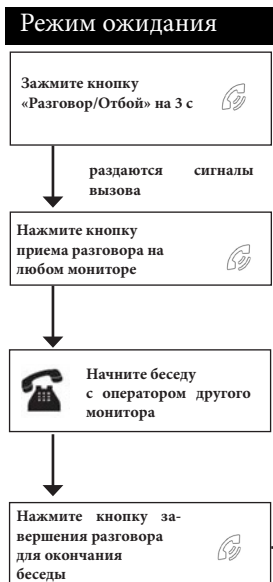 Режим ожидания
Зажмите кнопку
«Разговор/Отбой» на 3 с
раздаются сигналы
вызова
Нажмите кнопку
приема разговора на
любом мониторе
Начните беседу
с оператором другого
монитора
Нажмите кнопку за-
вершения разговора
для окончания
беседы